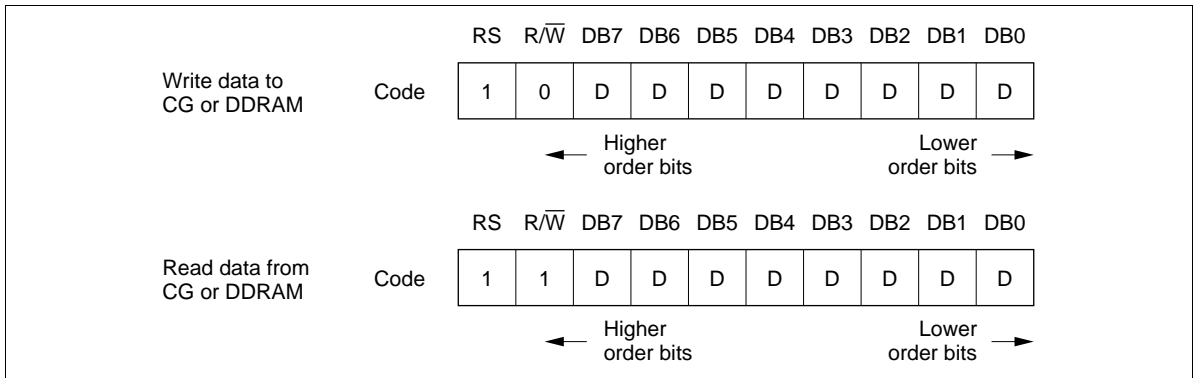 RS R/W̅ DB7 DB6 DB5 DB4 DB3 DB2 DB1 DB0
Write data to
CG or DDRAM
Code 1 0 D D D D D D D D
Higher
order bits
Lower
order bits
RS R/W̅ DB7 DB6 DB5 DB4 DB3 DB2 DB1 DB0
Read data from
CG or DDRAM
Code 1 1 D D D D D D D D
Higher
order bits
Lower
order bits